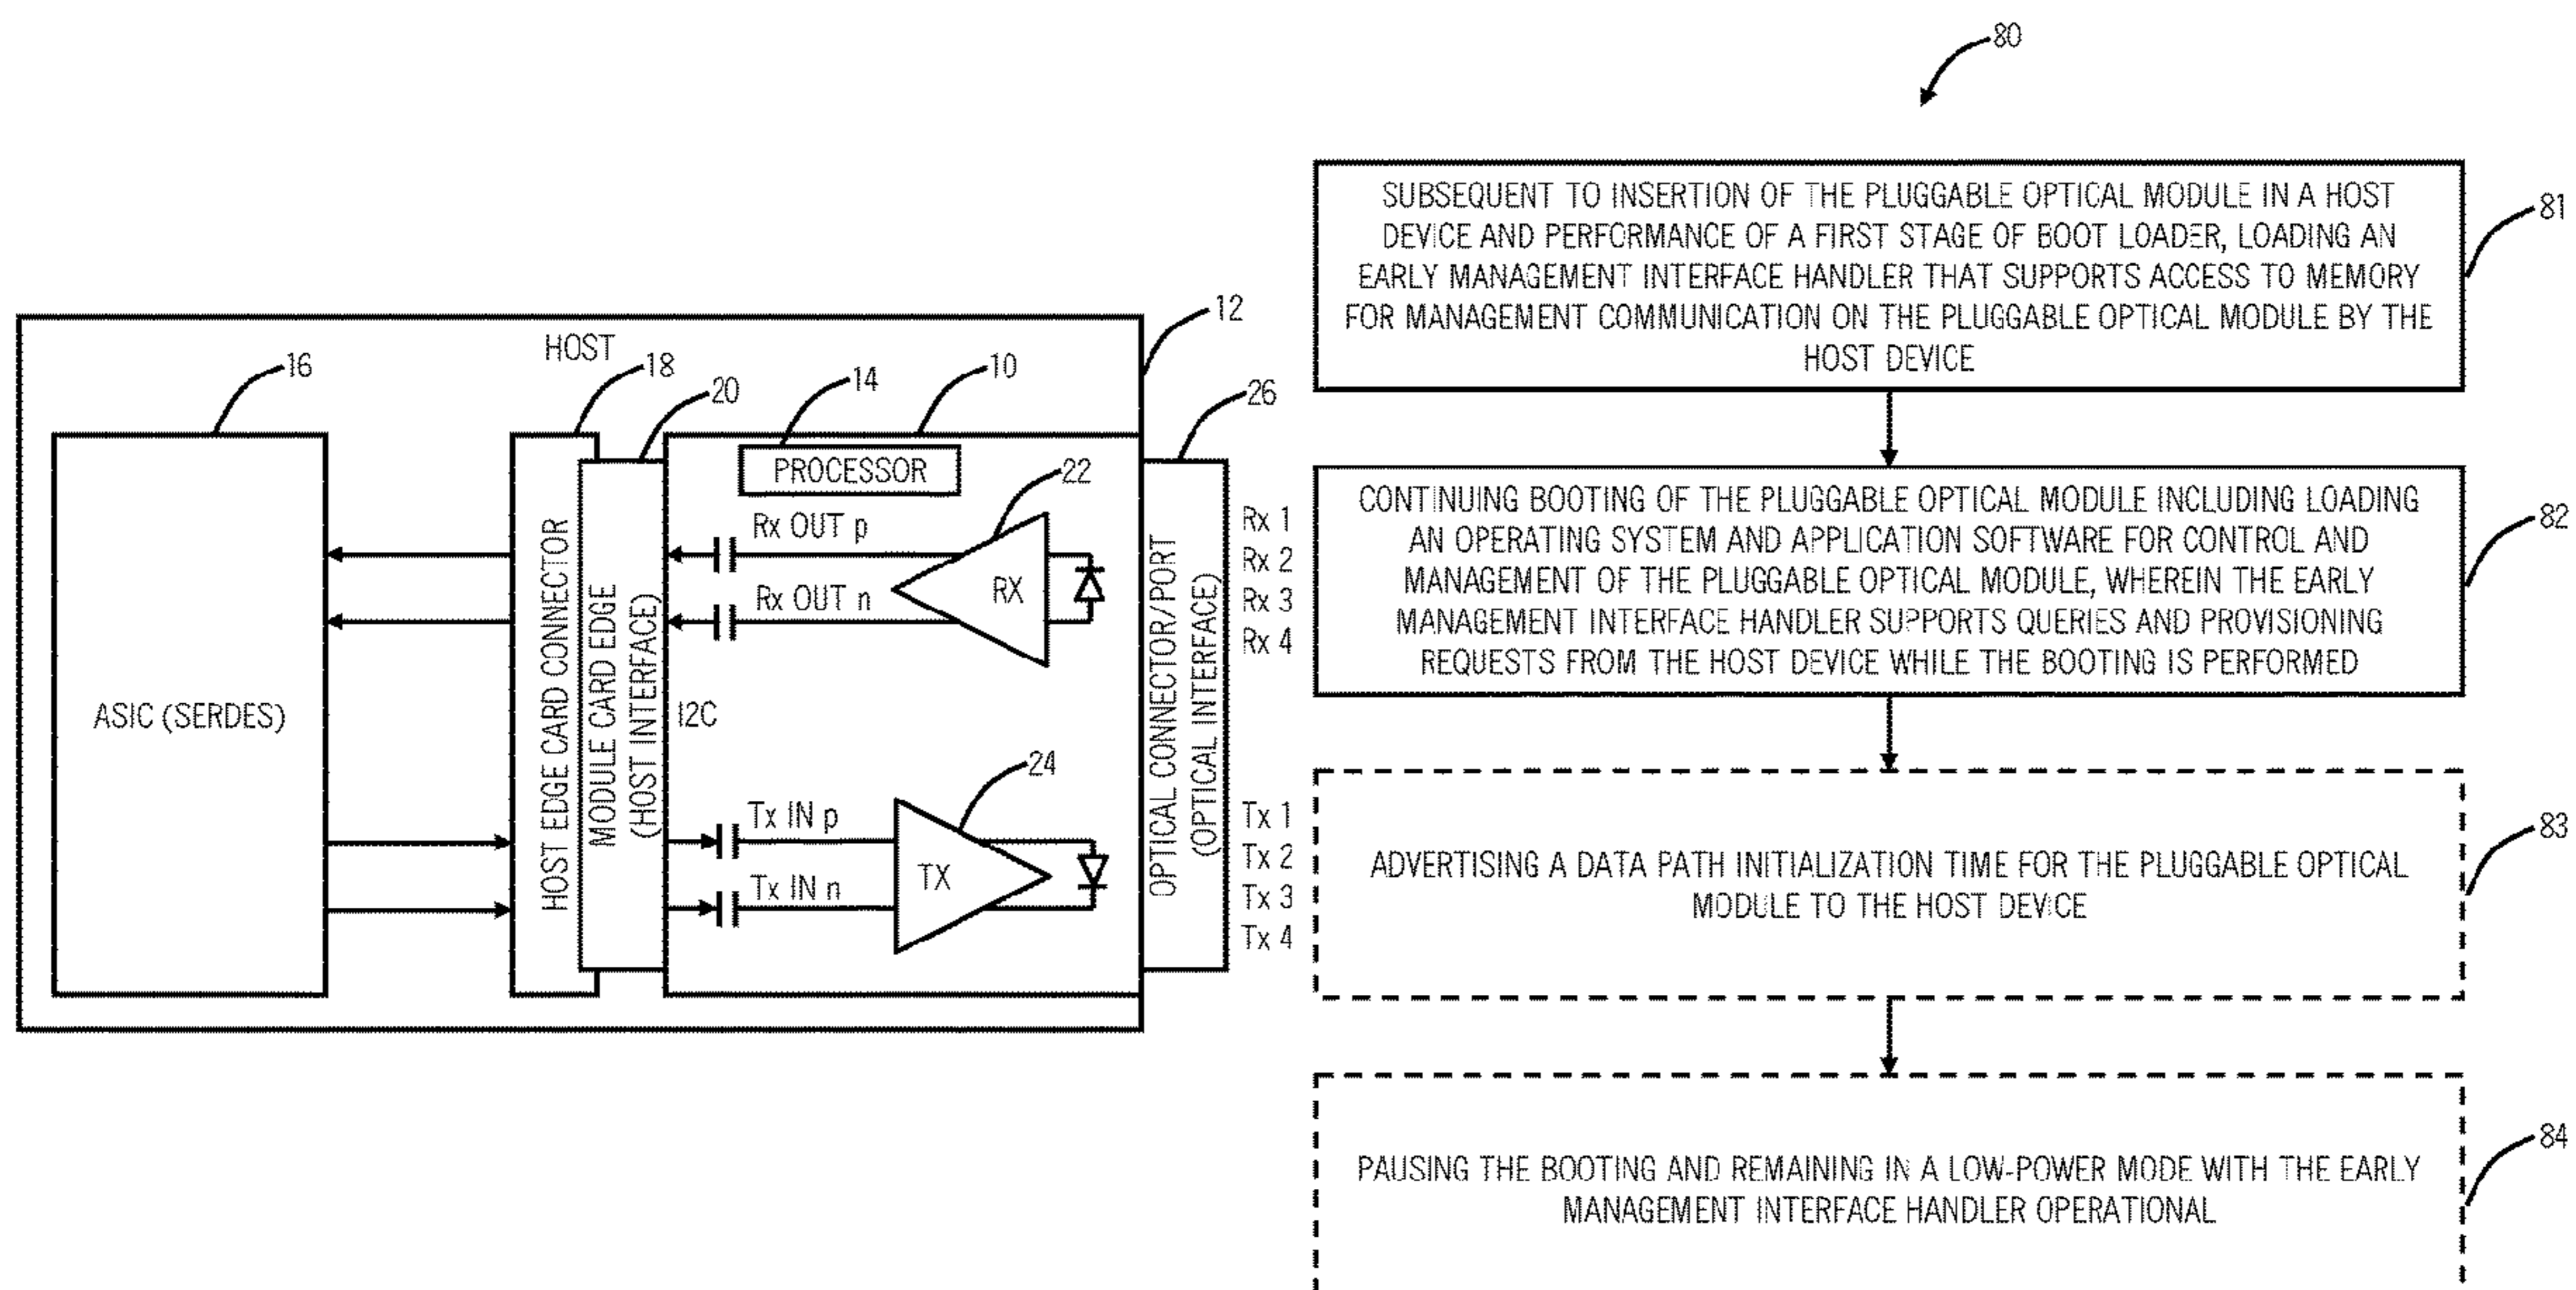 HOST
12
16
18
20
14
10
26
PROCESSOR
22
Rx OUT p
Rx OUT n
RX
ASIC (SERDES)
HOST EDGE CARD CONNECTOR
MODULE CARD EDGE
(HOST INTERFACE)
I2C
24
Tx IN p
Tx IN n
TX
OPTICAL CONNECTOR/PORT
(OPTICAL INTERFACE)
Rx 1
Rx 2
Rx 3
Rx 4
Tx 1
Tx 2
Tx 3
Tx 4
80
SUBSEQUENT TO INSERTION OF THE PLUGGABLE OPTICAL MODULE IN A HOST
DEVICE AND PERFORMANCE OF A FIRST STAGE OF BOOT LOADER, LOADING AN
EARLY MANAGEMENT INTERFACE HANDLER THAT SUPPORTS ACCESS TO MEMORY
FOR MANAGEMENT COMMUNICATION ON THE PLUGGABLE OPTICAL MODULE BY THE
HOST DEVICE
81
CONTINUING BOOTING OF THE PLUGGABLE OPTICAL MODULE INCLUDING LOADING
AN OPERATING SYSTEM AND APPLICATION SOFTWARE FOR CONTROL AND
MANAGEMENT OF THE PLUGGABLE OPTICAL MODULE, WHEREIN THE EARLY
MANAGEMENT INTERFACE HANDLER SUPPORTS QUERIES AND PROVISIONING
REQUESTS FROM THE HOST DEVICE WHILE THE BOOTING IS PERFORMED
82
ADVERTISING A DATA PATH INITIALIZATION TIME FOR THE PLUGGABLE OPTICAL
MODULE TO THE HOST DEVICE
83
PAUSING THE BOOTING AND REMAINING IN A LOW-POWER MODE WITH THE EARLY
MANAGEMENT INTERFACE HANDLER OPERATIONAL
84